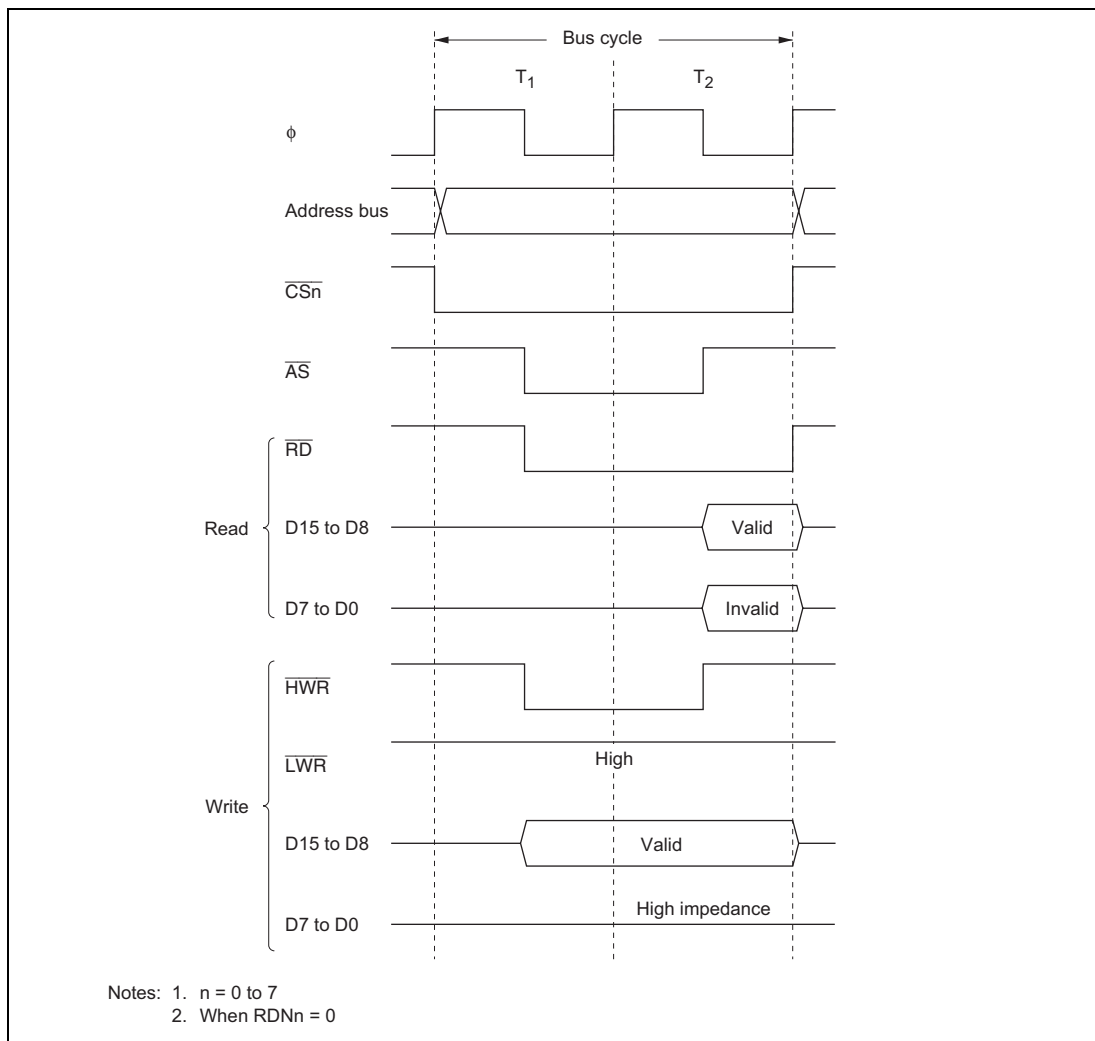 Bus cycle
T1 T2
ϕ
Address bus
CSn
AS
Read
RD
D15 to D8 Valid
D7 to D0 Invalid
Write
HWR
LWR High
D15 to D8 Valid
D7 to D0 High impedance
Notes: 1. n = 0 to 7
2. When RDNn = 0